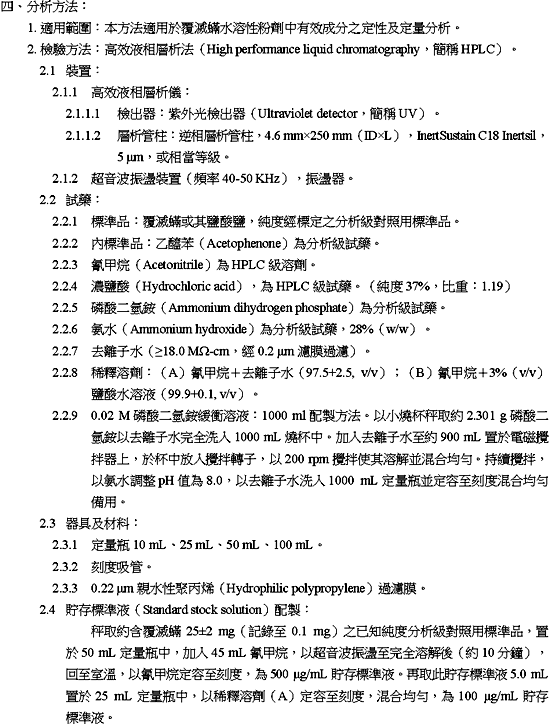 四、分析方法：
1. 適用範圍：本方法適用於覆滅蟎水溶性粉劑中有效成分之定性及定量分析。
2. 檢驗方法：高效液相層析法（High performance liquid chromatography，簡稱 HPLC）。
2.1 裝置：
2.1.1 高效液相層析儀：
2.1.1.1 檢出器：紫外光檢出器（Ultraviolet detector，簡稱 UV）。
2.1.1.2 層析管柱：逆相層析管柱，4.6 mm×250 mm（ID×L），InertSustain C18 Inertsil，
5 μm，或相當等級。
2.1.2 超音波振盪裝置（頻率 40-50 KHz），振盪器。
2.2 試藥：
2.2.1 標準品：覆滅蟎或其鹽酸鹽，純度經標定之分析級對照用標準品。
2.2.2 內標準品：乙醯苯（Acetophenone）為分析級試藥。
2.2.3 氰甲烷（Acetonitrile）為 HPLC 級溶劑。
2.2.4 濃鹽酸（Hydrochloric acid），為 HPLC 級試藥。（純度 37%，比重：1.19）
2.2.5 磷酸二氫銨（Ammonium dihydrogen phosphate）為分析級試藥。
2.2.6 氨水（Ammonium hydroxide）為分析級試藥，28%（w/w）。
2.2.7 去離子水（≥18.0 MΩ-cm，經 0.2 μm 濾膜過濾）。
2.2.8 稀釋溶劑：（A）氰甲烷＋去離子水（97.5+2.5, v/v）；（B）氰甲烷＋3%（v/v）
鹽酸水溶液（99.9+0.1, v/v）。
2.2.9 0.02 M 磷酸二氫銨緩衝溶液：1000 ml 配製方法。以小燒杯秤取約 2.301 g 磷酸二
氫銨以去離子水完全洗入 1000 mL 燒杯中。加入去離子水至約 900 mL 置於電磁攪
拌器上，於杯中放入攪拌轉子，以 200 rpm 攪拌使其溶解並混合均勻。持續攪拌，
以氨水調整 pH 值為 8.0，以去離子水洗入 1000 mL 定量瓶並定容至刻度混合均勻
備用。
2.3 器具及材料：
2.3.1 定量瓶 10 mL、25 mL、50 mL、100 mL。
2.3.2 刻度吸管。
2.3.3 0.22 μm 親水性聚丙烯（Hydrophilic polypropylene）過濾膜。
2.4 貯存標準液（Standard stock solution）配製：
秤取約含覆滅蟎 25±2 mg（記錄至 0.1 mg）之已知純度分析級對照用標準品，置
於 50 mL 定量瓶中，加入 45 mL 氰甲烷，以超音波振盪至完全溶解後（約 10 分鐘），
回至室溫，以氰甲烷定容至刻度，為 500 μg/mL 貯存標準液。再取此貯存標準液 5.0 mL
置於 25 mL 定量瓶中，以稀釋溶劑（A）定容至刻度，混合均勻，為 100 μg/mL 貯存
標準液。